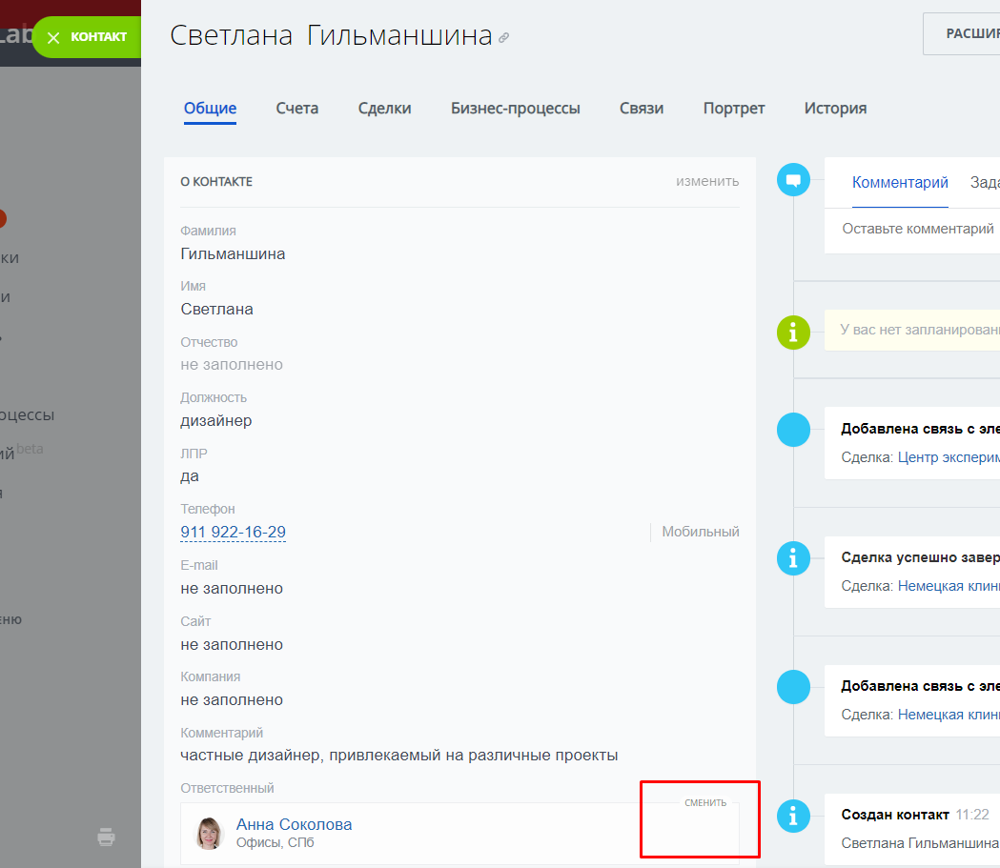 Lab
КОНТАКТ
Светлана Гильманшина
РАСШИР
Общие Счета Сделки Бизнес-процессы Связи Портрет История
О КОНТАКТЕ
изменить
Фамилия
Гильманшина
Имя
Светлана
Отчество
не заполнено
Должность
дизайнер
ЛПР
да
Телефон
911 922-16-29
Мобильный
E-mail
не заполнено
Сайт
не заполнено
Компания
не заполнено
Комментарий
частные дизайнер, привлекаемый на различные проекты
Ответственный
СМЕНИТЬ
Анна Соколова
Офисы, СПб
Комментарий Зада
Оставьте комментарий
У вас нет запланирован
Добавлена связь с эле
Сделка: Центр эксперим
Сделка успешно завер
Сделка: Немецкая клин
Добавлена связь с эле
Сделка: Немецкая клин
Создан контакт 11:22
Светлана Гильманшина
ки
и
оцессы
ий beta
я
еню